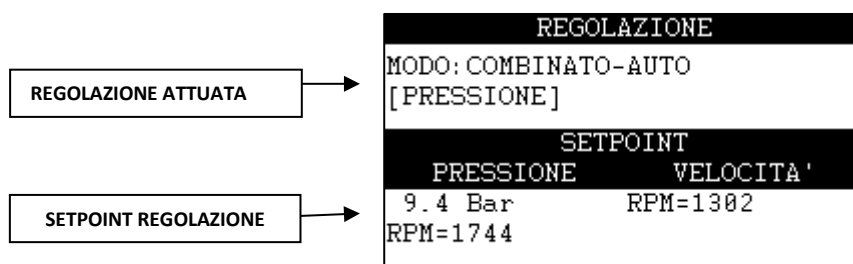 REGOLAZIONE
MODO:COMBINATO-AUTO
REGOLAZIONE ATTUATA
[PRESSIONE]
SETPOINT
PRESSIONE VELOCITA'
SETPOINT REGOLAZIONE
9.4 Bar RPM=1302
RPM=1744